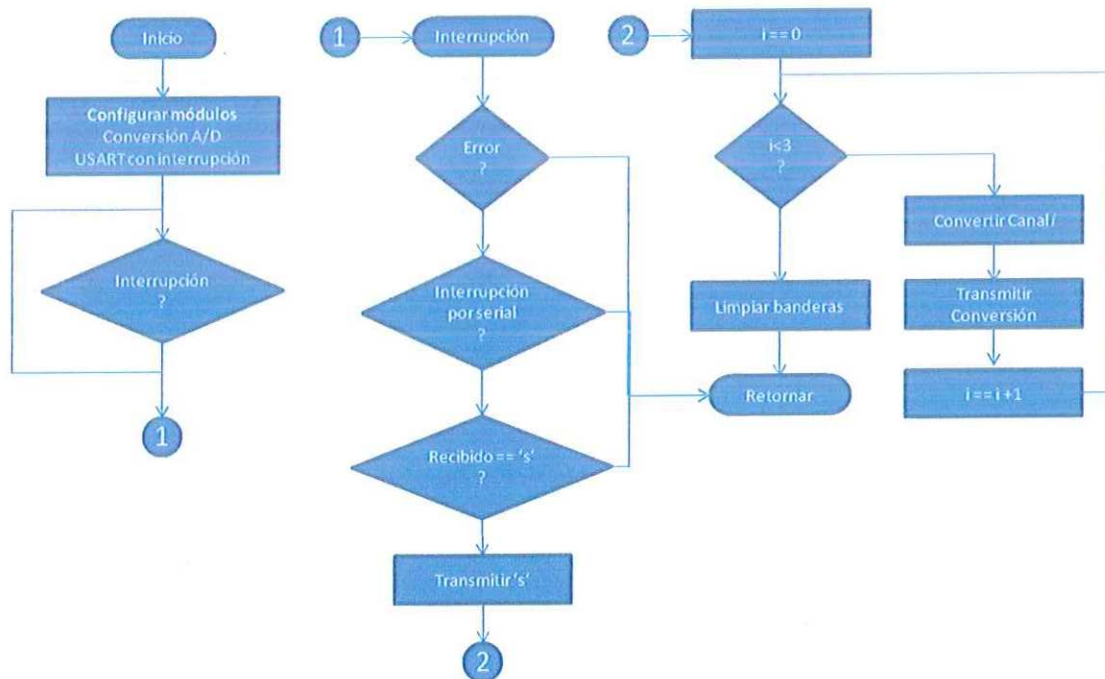 Inicio
Configurar módulos
Conversión A/D
USART con interrupción
Interrupción
?
1
1
Interrupción
Error
?
Interrupción
por serial
?
Recibido == 's'
?
Transmitir 's'
2
2
i == 0
i<3
?
Limpiar banderas
Retornar
Convertir Canal i
Transmitir
Conversión
i == i +1